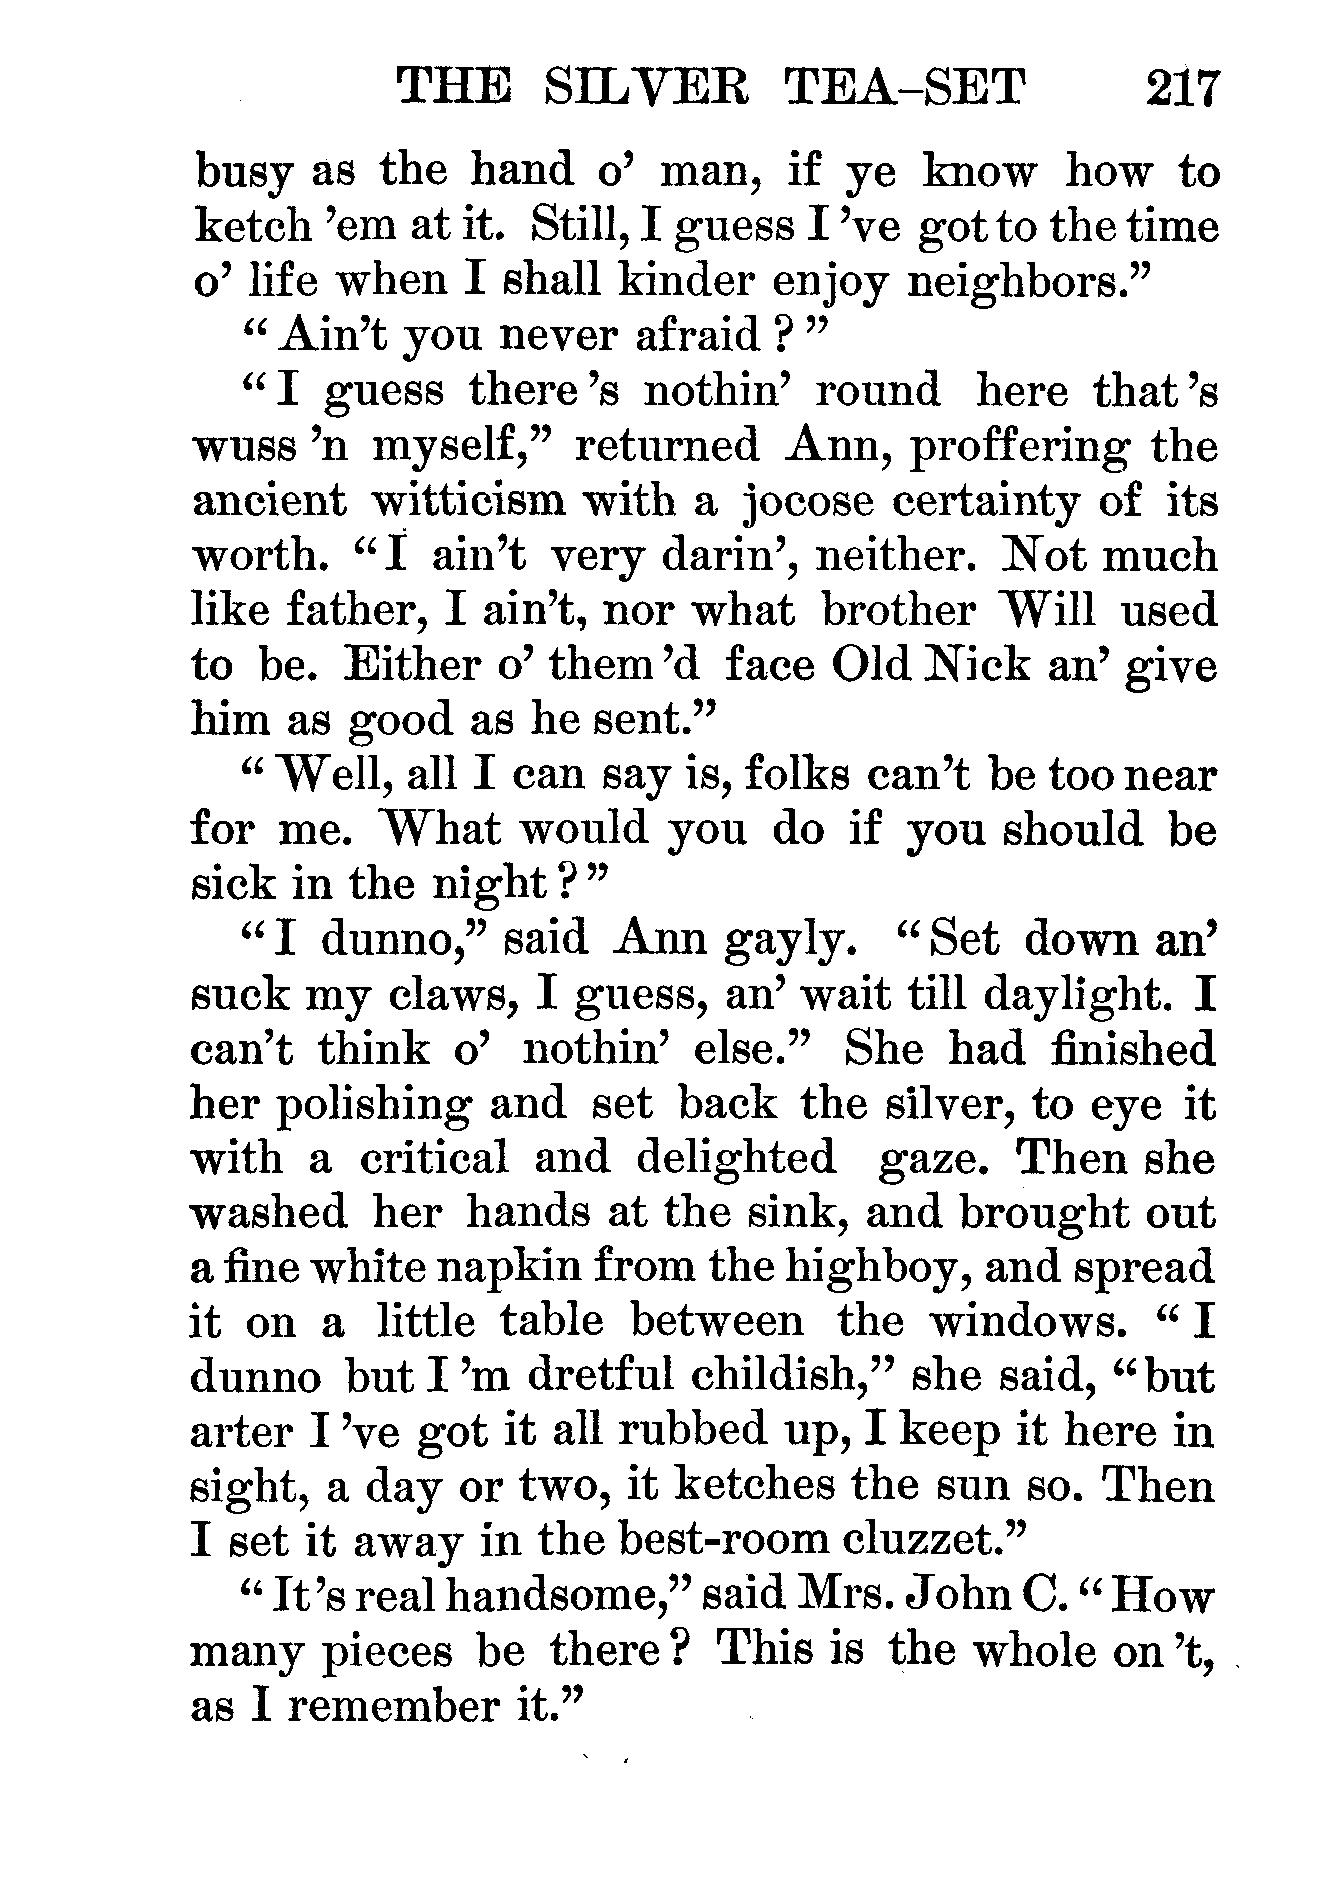 THE SILVER TEA-SET 217
busy as the hand o' man, if ye know how to
ketch 'em at it. Still, I guess I 've got to the time
o' life when I shall kinder enjoy neighbors."
" Ain't you never afraid ? "
" I guess there 's nothin' round here that 's
wuss 'n myself," returned Ann, proffering the
ancient witticism with a jocose certainty of its
worth. " I ain't very darin', neither. Not much
like father, I ain't, nor what brother Will used
to be. Either o' them 'd face Old Nick an' give
him as good as he sent."
" Well, all I can say is, folks can't be too near
for me. What would you do if you should be
sick in the night ? "
" I dunno," said Ann gayly. " Set down an'
suck my claws, I guess, an' wait till daylight. I
can't think o' nothin' else." She had finished
her polishing and set back the silver, to eye it
with a critical and delighted gaze. Then she
washed her hands at the sink, and brought out
a fine white napkin from the highboy, and spread
it on a little table between the windows. " I
dunno but I 'm dretful childish," she said, " but
arter I 've got it all rubbed up, I keep it here in
sight, a day or two, it ketches the sun so. Then
I set it away in the best-room cluzzet."
" It 's real handsome," said Mrs. John C. " How
many pieces be there ? This is the whole on 't,
as I remember it."